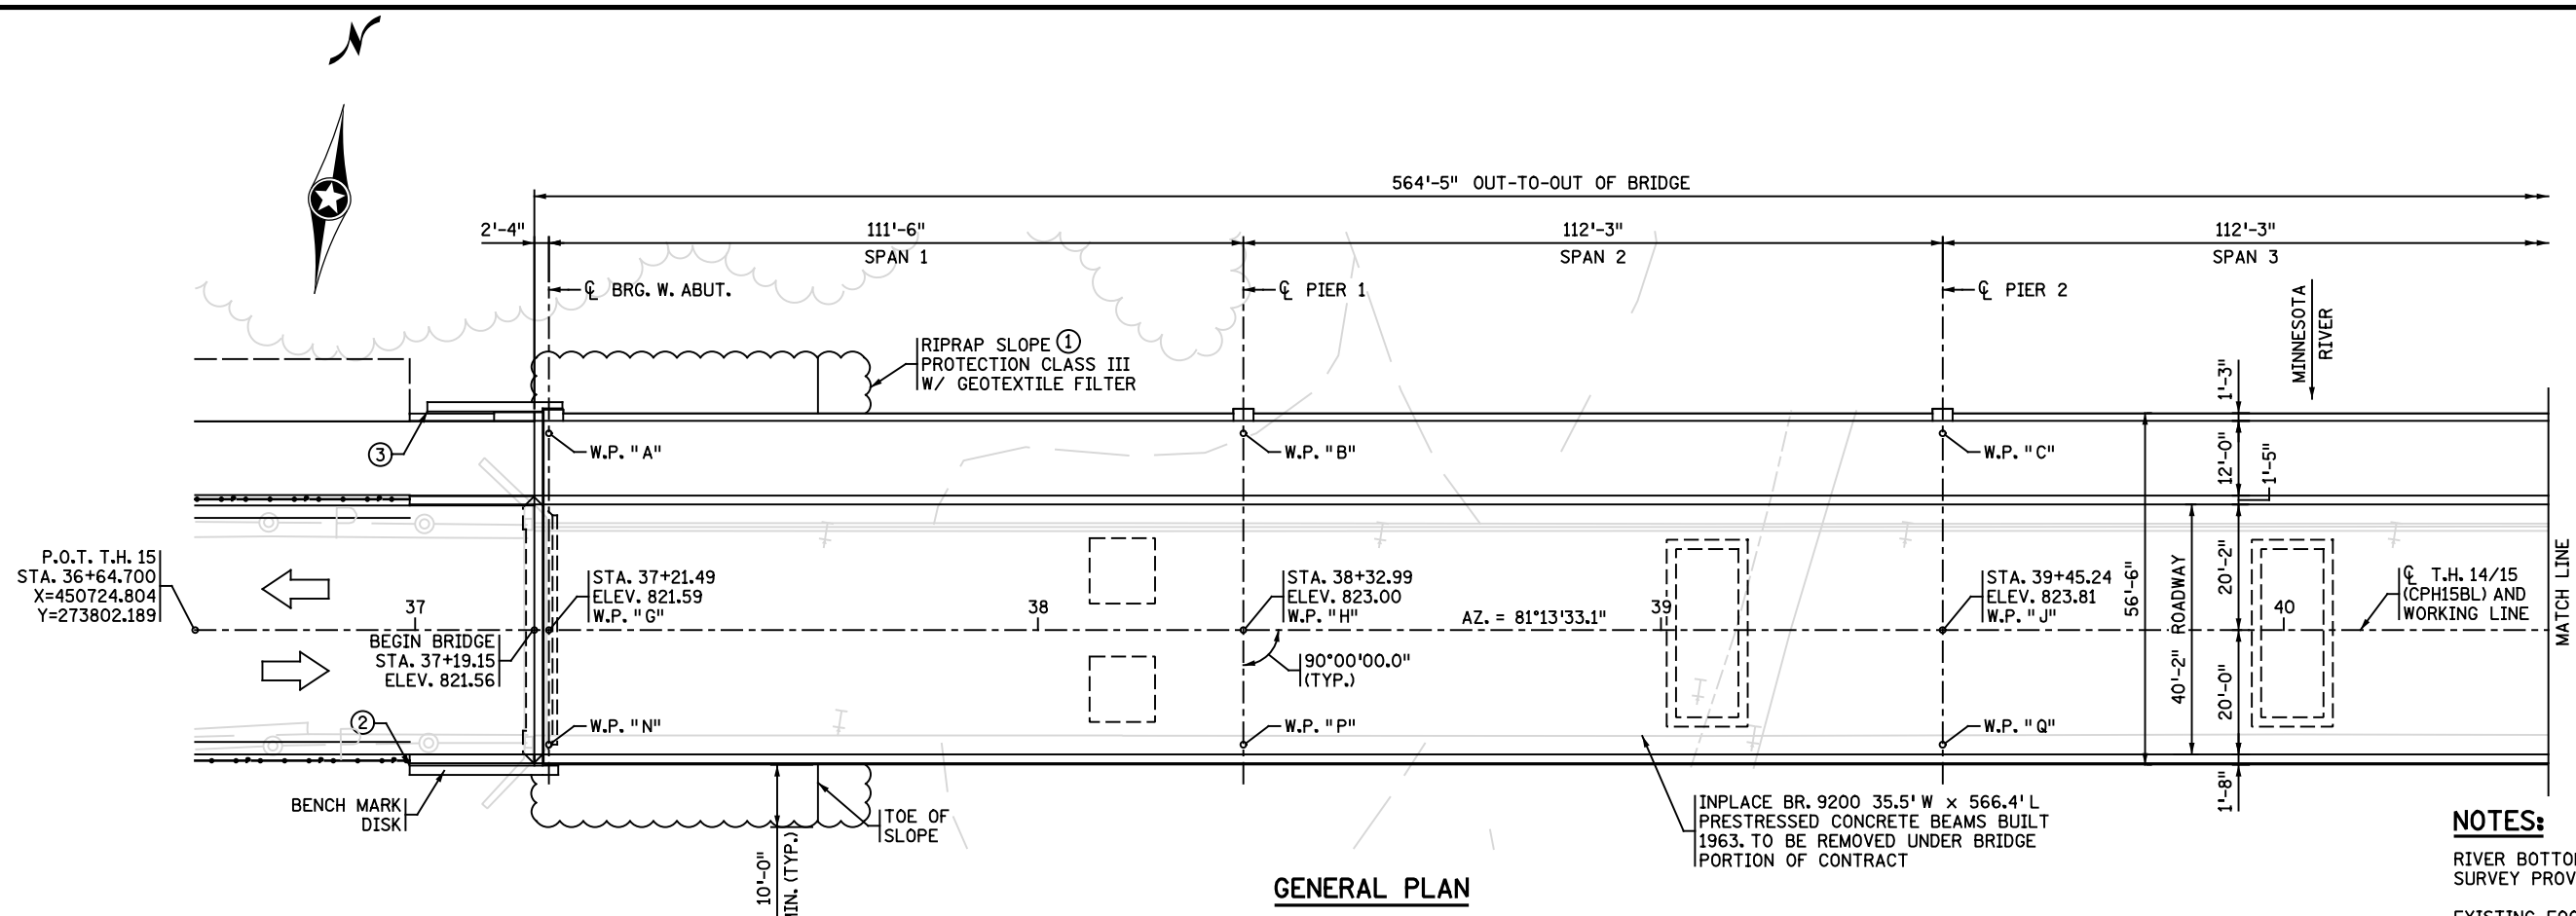 N
564'-5" OUT-TO-OUT OF BRIDGE
2'-4"
111'-6"
SPAN 1
112'-3"
SPAN 2
112'-3"
SPAN 3
℄ BRG. W. ABUT.
℄ PIER 1
℄ PIER 2
MINNESOTA
RIVER
RIPRAP SLOPE ①
PROTECTION CLASS III
W/ GEOTEXTILE FILTER
③
W.P. "A"
W.P. "B"
W.P. "C"
1'-3"
12'-0"
1'-5"
P
P.O.T. T.H. 15
STA. 36+64.700
X=450724.804
Y=273802.189
37
BEGIN BRIDGE
STA. 37+19.15
ELEV. 821.56
STA. 37+21.49
ELEV. 821.59
W.P. "G"
38
STA. 38+32.99
ELEV. 823.00
W.P. "H"
90°00'00.0"
(TYP.)
AZ. = 81°13'33.1"
39
STA. 39+45.24
ELEV. 823.81
W.P. "J"
56'-6"
40'-2" ROADWAY
20'-2"
20'-0"
1'-8"
40
℄ T.H. 14/15
(CPH15BL) AND
WORKING LINE
MATCH LINE
②
P
W.P. "N"
W.P. "P"
W.P. "Q"
BENCH MARK
DISK
10'-0"
MIN. (TYP.)
TOE OF
SLOPE
INPLACE BR. 9200 35.5' W x 566.4' L
PRESTRESSED CONCRETE BEAMS BUILT
1963. TO BE REMOVED UNDER BRIDGE
PORTION OF CONTRACT
GENERAL PLAN
NOTES:
RIVER BOTTO
SURVEY PROV